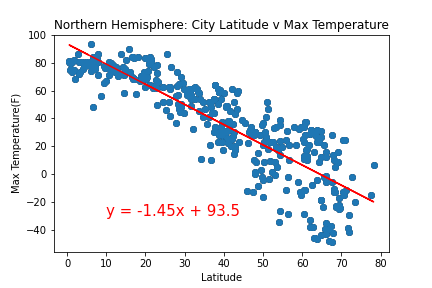 Northern Hemisphere: City Latitude v Max Temperature
100
80
60
40
20
0
−20
−40
Max Temperature(F)
y = -1.45x + 93.5
0 10 20 30 40 50 60 70 80
Latitude